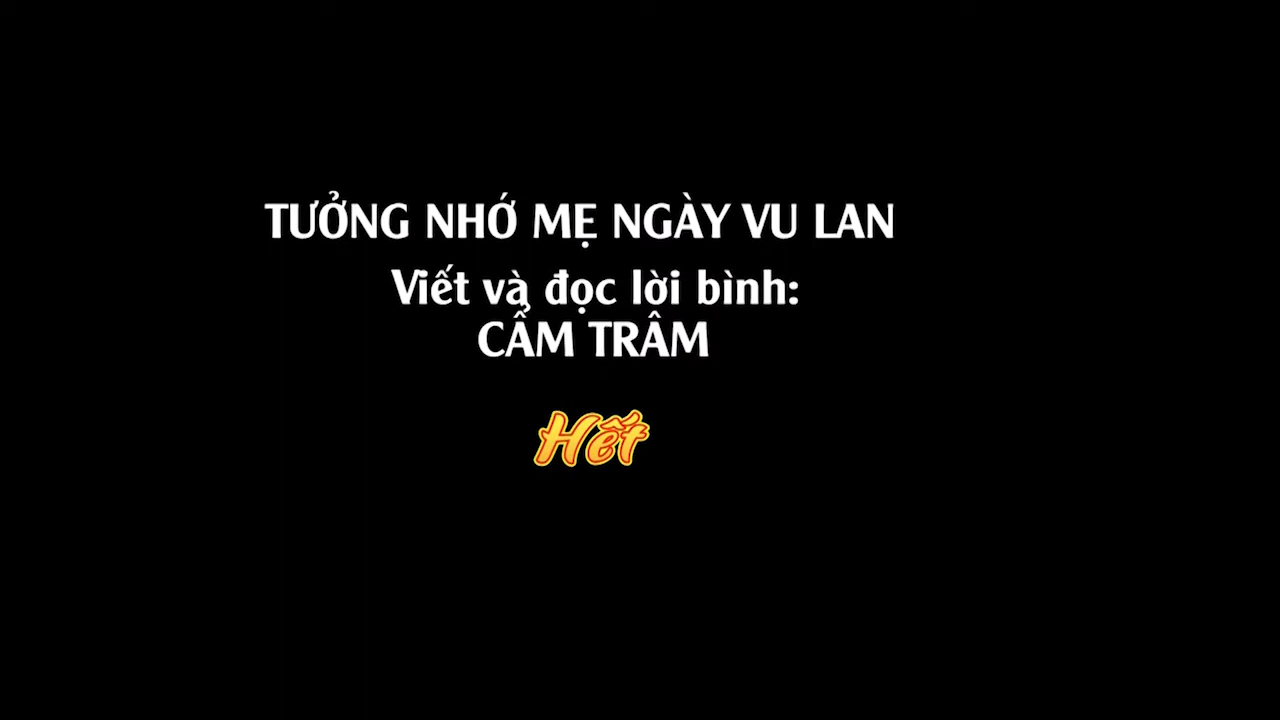 TƯỞNG NHỚ MẸ NGÀY VU LAN
Viết và đọc lời bình:
CẨM TRÂM
Hết